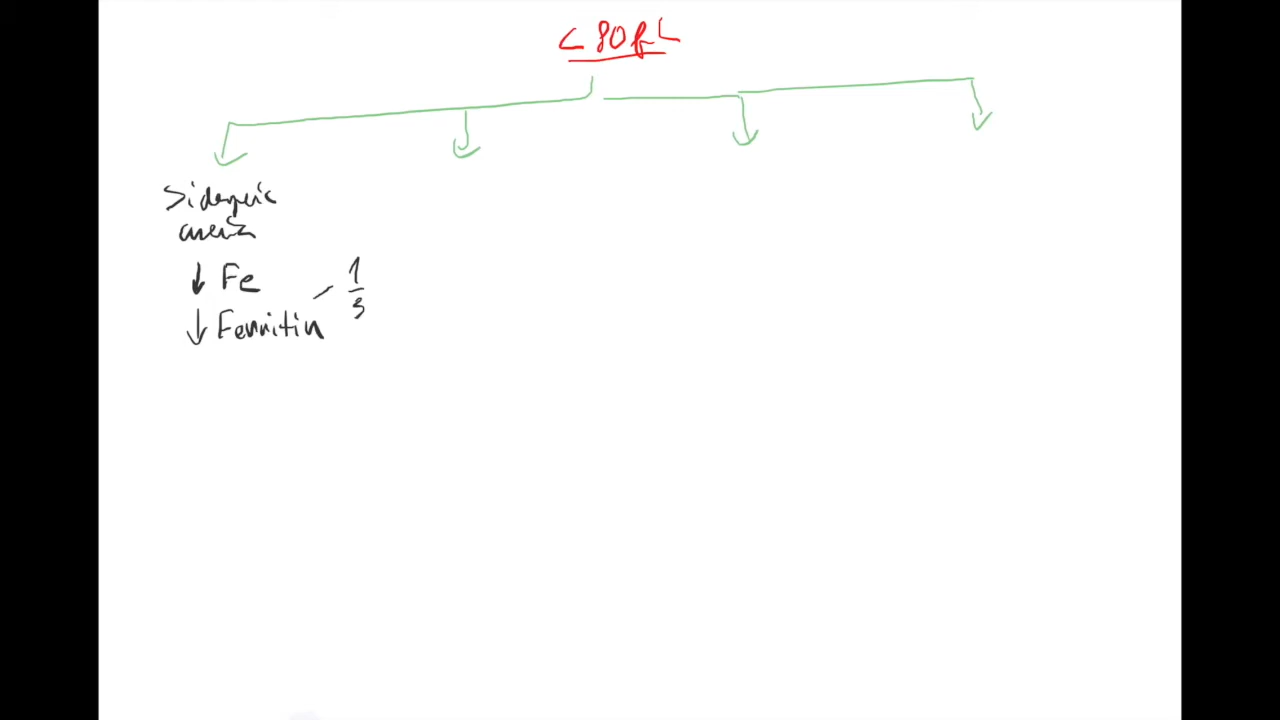 < 80 fL
Sideropenic
anemia
↓ Fe
↓ Ferritin
1
3